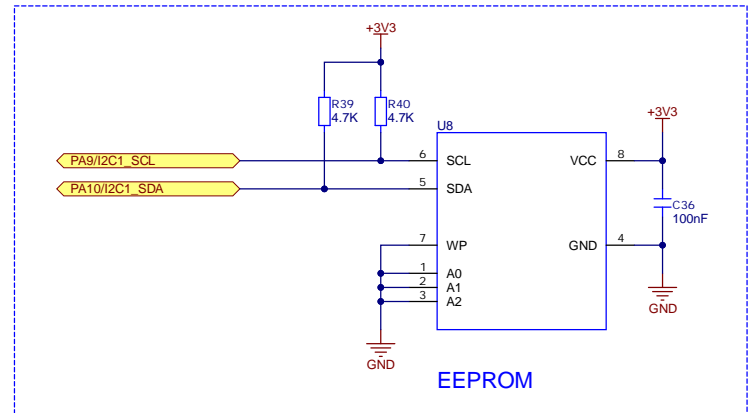 +3V3
R39
4.7K
R40
4.7K
U8
+3V3
PA9/I2C1_SCL
6
SCL
VCC
8
PA10/I2C1_SDA
5
SDA
C36
100nF
7
WP
GND
4
1
A0
2
A1
3
A2
GND
GND
EEPROM